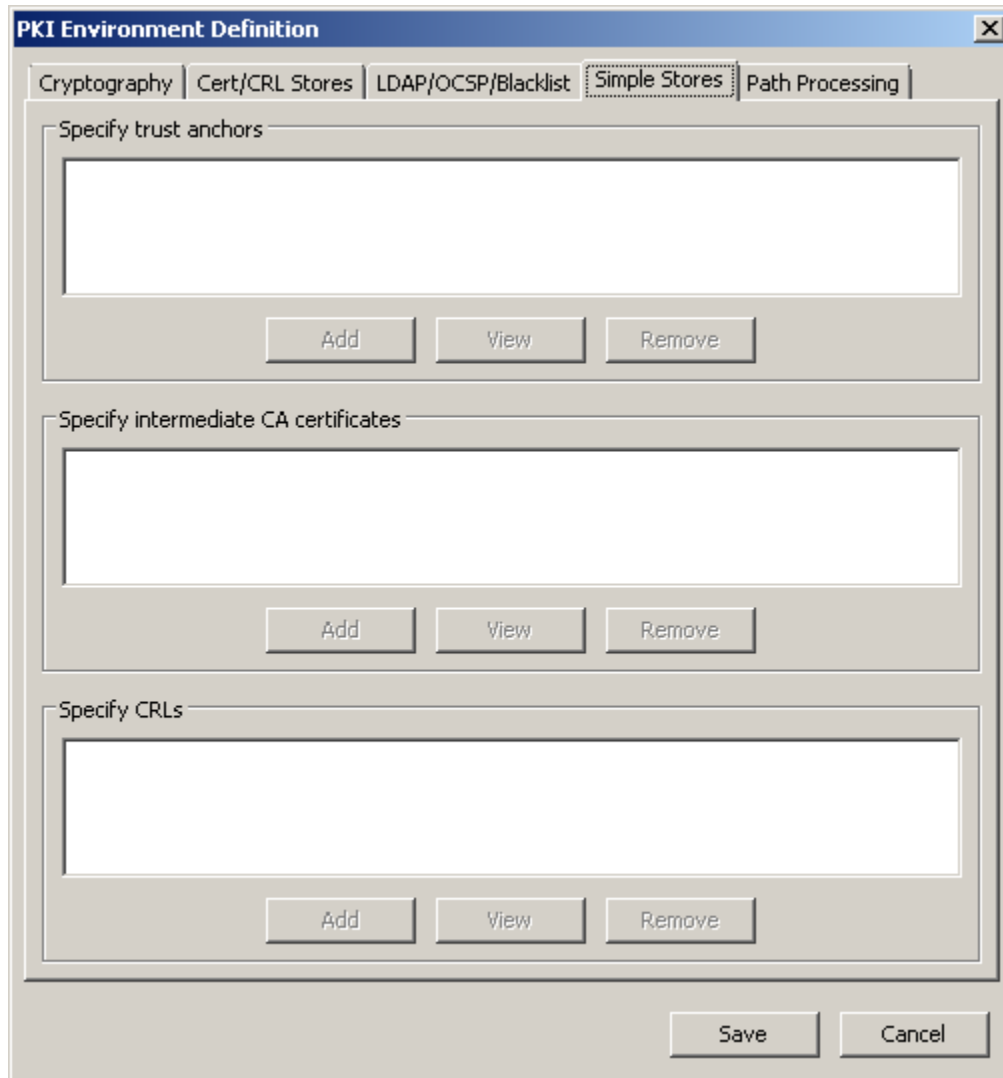 PKI Environment Definition
Cryptography Cert/CRL Stores LDAP/OCSP/Blacklist Simple Stores Path Processing
Specify trust anchors
Add View Remove
Specify intermediate CA certificates
Add View Remove
Specify CRLs
Add View Remove
Save Cancel